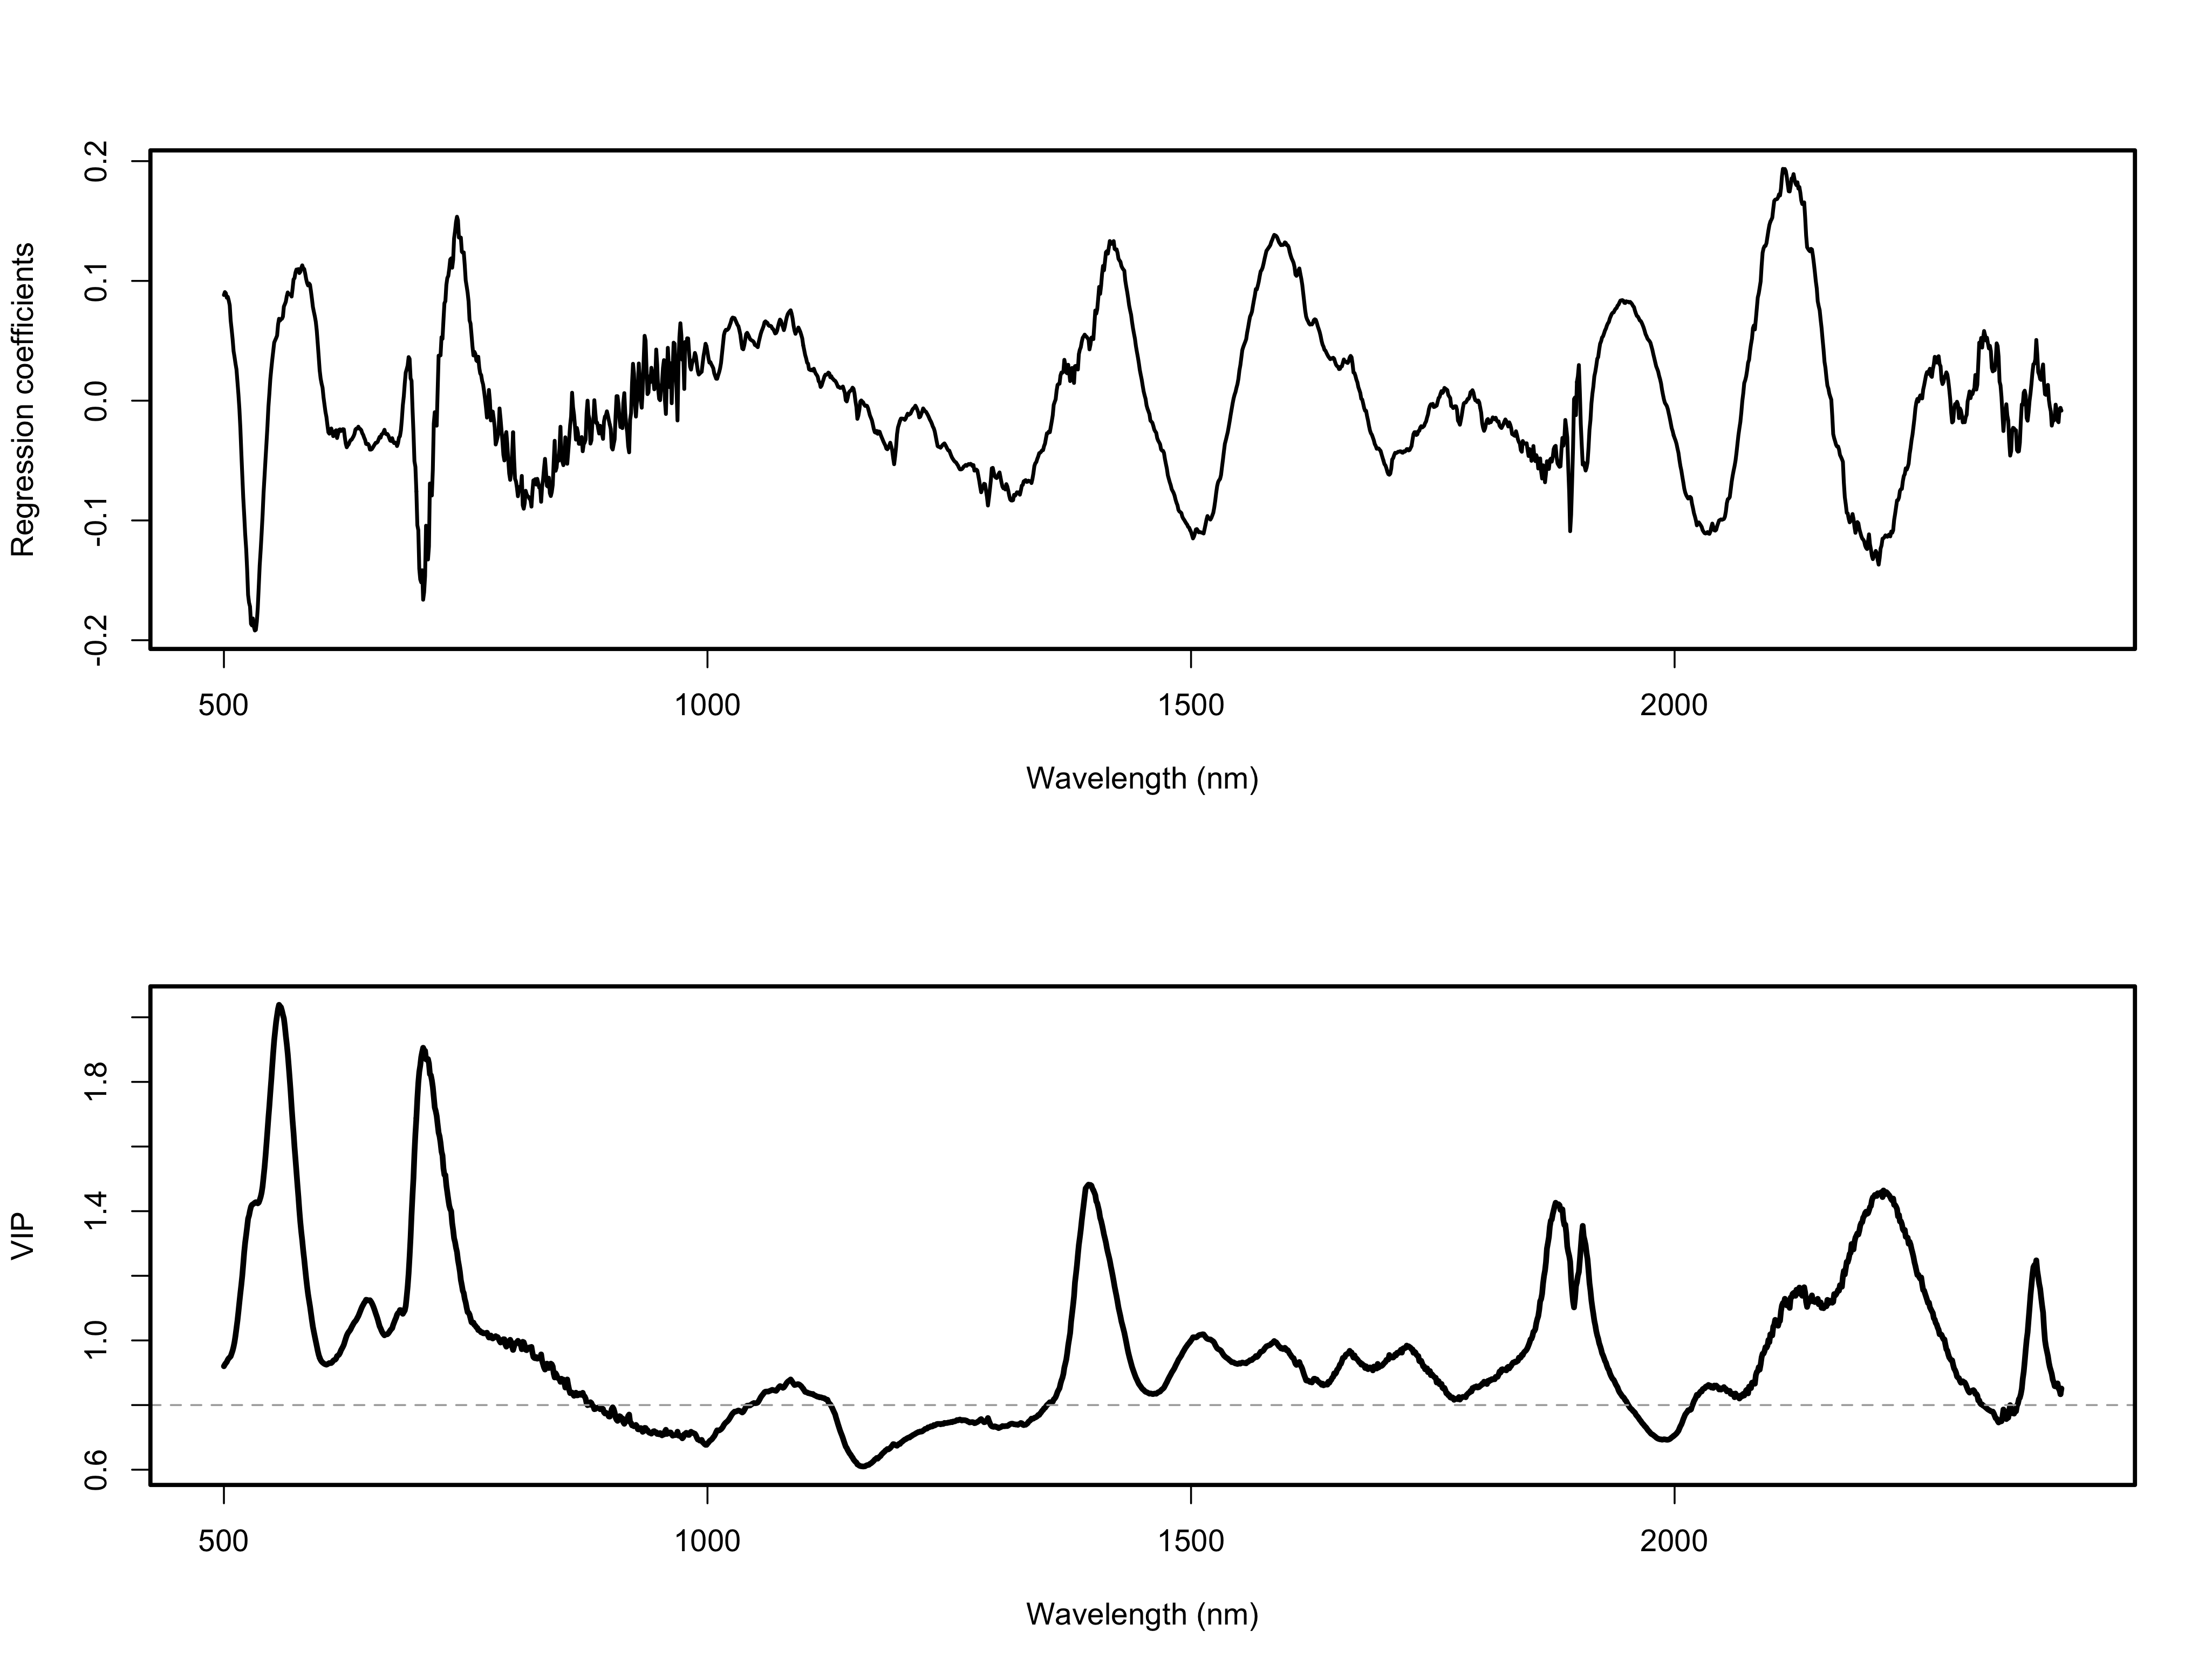 Regression coefficients
0.2
0.1
0.0
-0.1
-0.2
500 1000 1500 2000
Wavelength (nm)
VIP
1.8
1.4
1.0
0.6
500 1000 1500 2000
Wavelength (nm)